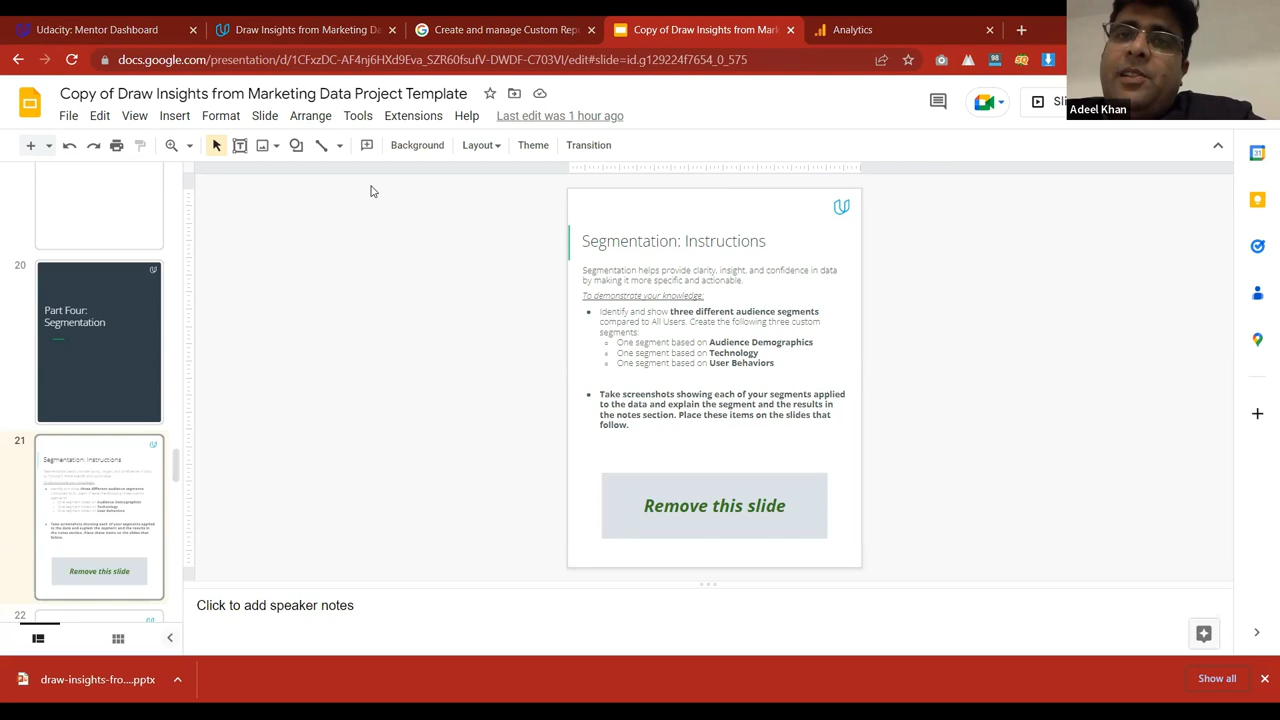 Udacity: Mentor Dashboard
Draw Insights from Marketing Da
Create and manage Custom Rep
Copy of Draw Insights from Mark
Analytics
docs.google.com/presentation/d/1CFxzDC-AF4nj6HXd9Eva_SZR60fsufV-DWDF-C703VI/edit#slide=id.g129224f7654_0_575
98
Adeel Khan
Copy of Draw Insights from Marketing Data Project Template
File Edit View Insert Format Slide Arrange Tools Extensions Help Last edit was 1 hour ago
Background Layout Theme Transition
31
20
Part Four:
Segmentation
21
Segmentation: Instructions
Remove this slide
22
Segmentation: Instructions
Segmentation helps provide clarity, insight, and confidence in data
by making it more specific and actionable.
To demonstrate your knowledge:
Identify and show three different audience segments
compared to All Users. Create the following three custom
segments:
One segment based on Audience Demographics
One segment based on Technology
One segment based on User Behaviors
Take screenshots showing each of your segments applied
to the data and explain the segment and the results in
the notes section. Place these items on the slides that
follow.
Remove this slide
Click to add speaker notes
draw-insights-fro....pptx
Show all